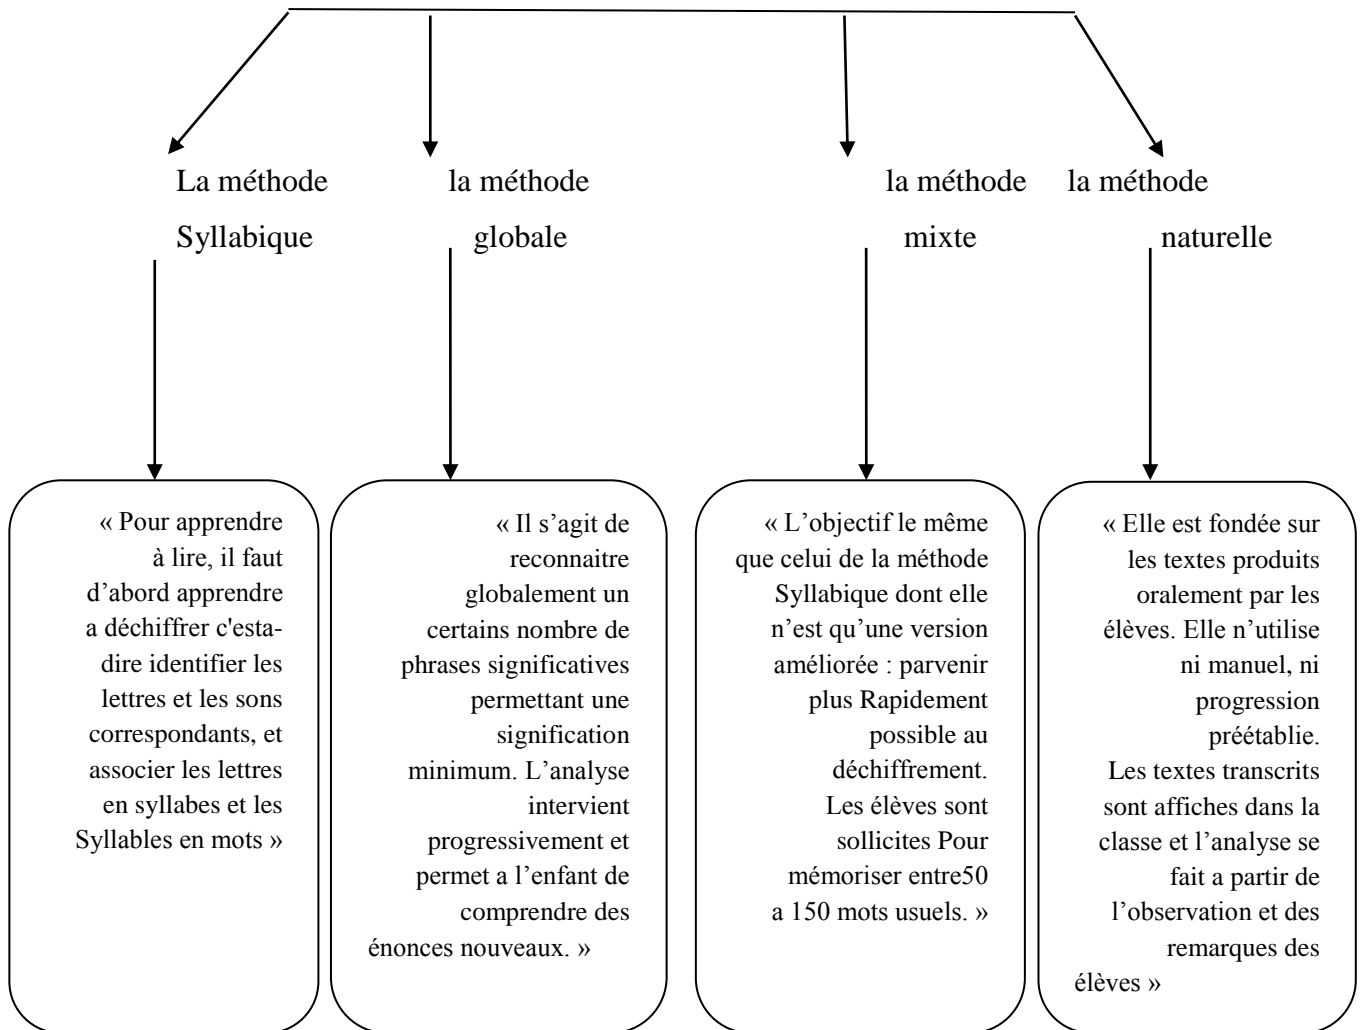 La méthode
Syllabique
la méthode
globale
la méthode
mixte
la méthode
naturelle
« Pour apprendre
à lire, il faut
d’abord apprendre
a déchiffrer c'esta-
dire identifier les
lettres et les sons
correspondants, et
associer les lettres
en syllabes et les
Syllables en mots »
« Il s’agit de
reconnaitre
globalement un
certains nombre de
phrases significatives
permettant une
signification
minimum. L’analyse
intervient
progressivement et
permet a l’enfant de
comprendre des
énonces nouveaux. »
« L’objectif le même
que celui de la méthode
Syllabique dont elle
n’est qu’une version
améliorée : parvenir
plus Rapidement
possible au
déchiffrement.
Les élèves sont
sollicites Pour
mémoriser entre50
a 150 mots usuels. »
« Elle est fondée sur
les textes produits
oralement par les
élèves. Elle n’utilise
ni manuel, ni
progression
préétablie.
Les textes transcrits
sont affiches dans la
classe et l’analyse se
fait a partir de
l’observation et des
remarques des
élèves »